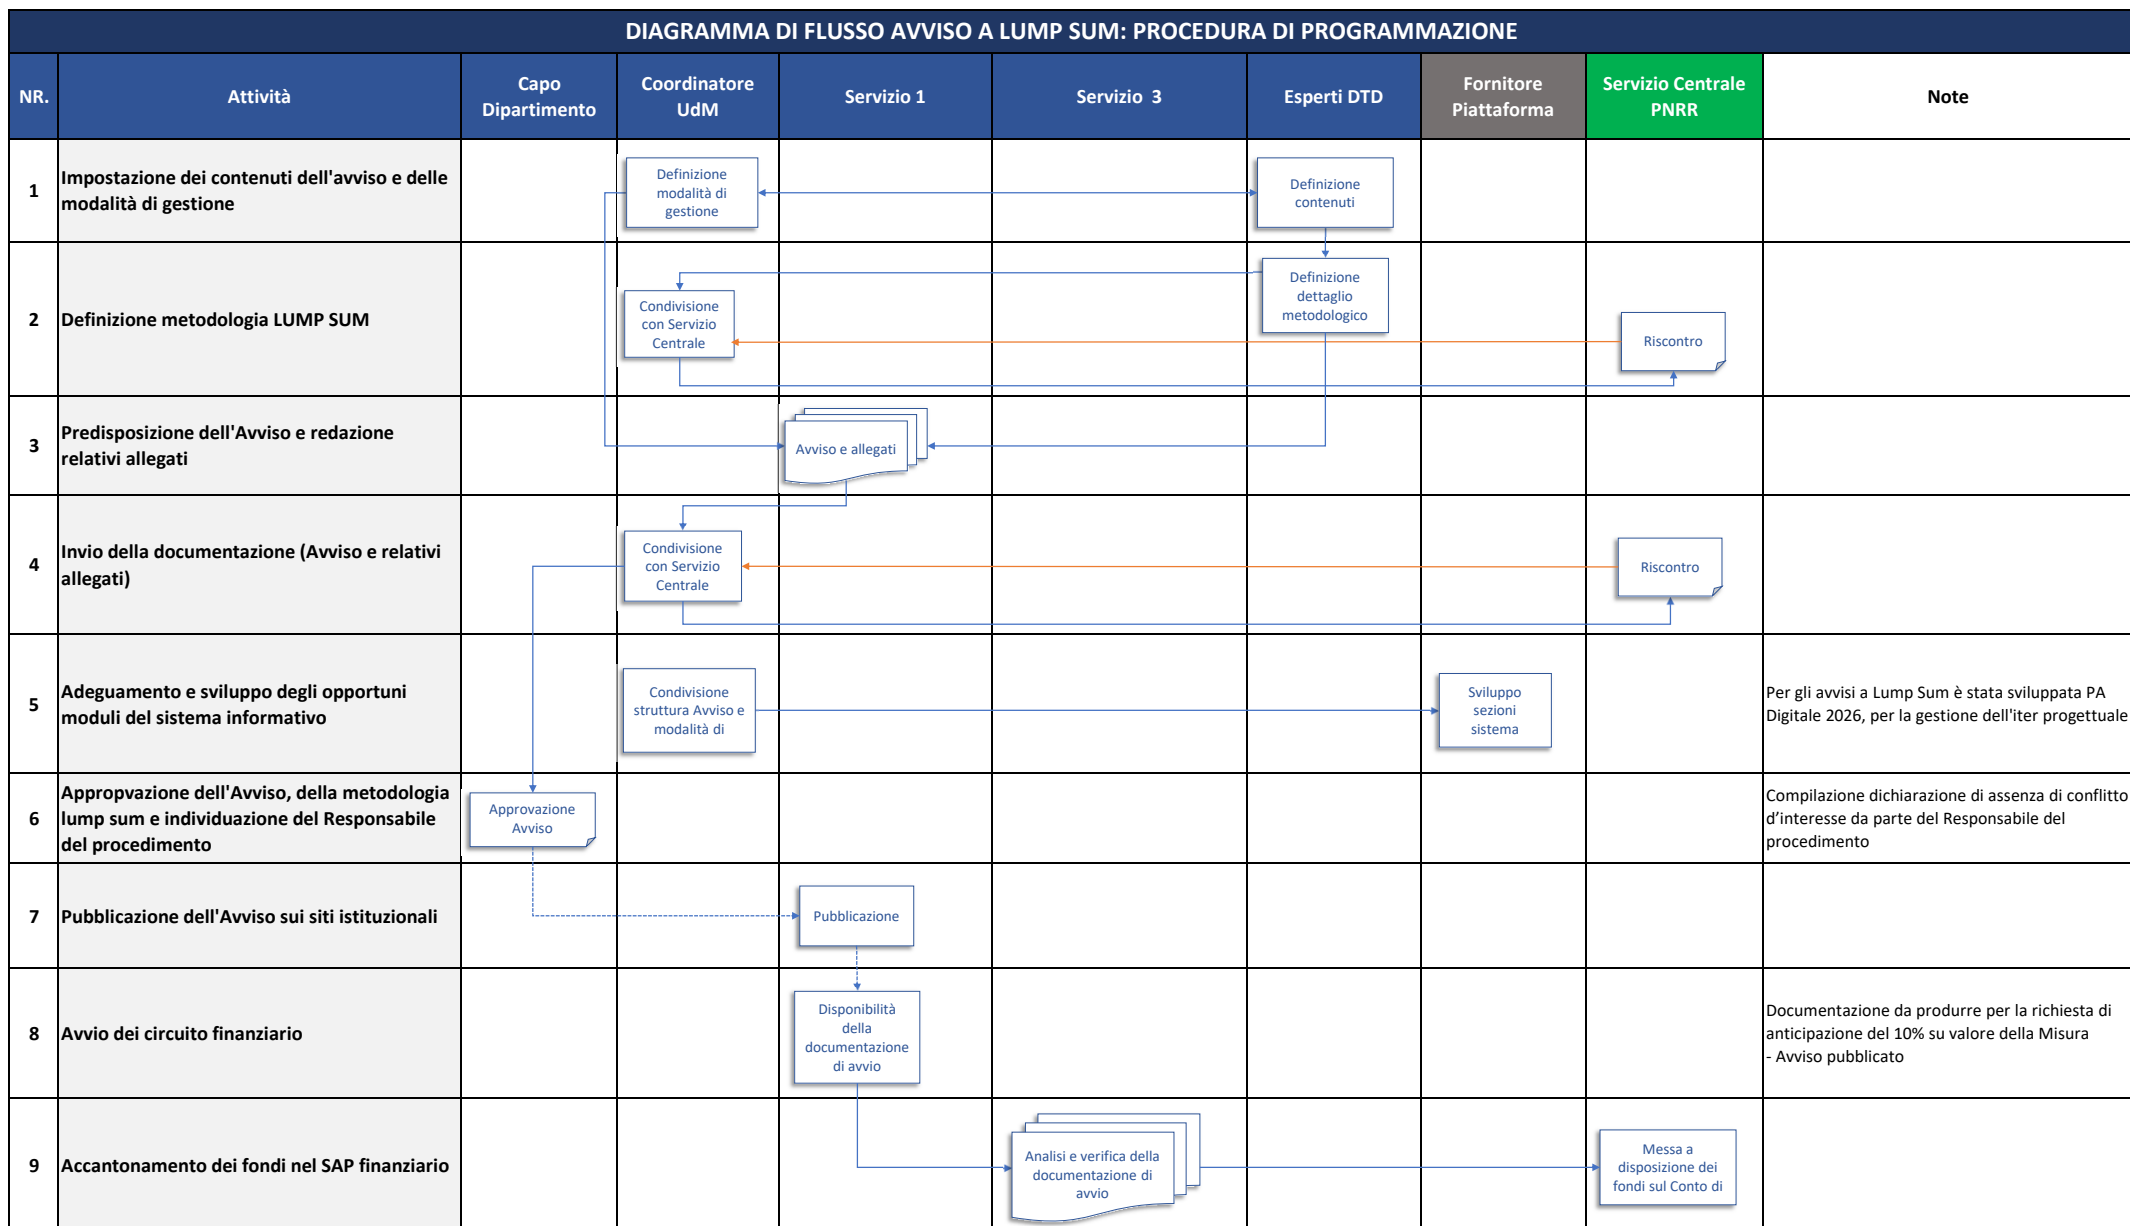 DIAGRAMMA DI FLUSSO AVVISO A LUMP SUM: PROCEDURA DI PROGRAMMAZIONE
NR.
Attività
Capo
Dipartimento
Coordinatore
UdM
Servizio 1
Servizio 3
Esperti DTD
Fornitore
Piattaforma
Servizio Centrale
PNRR
Note
1
Impostazione dei contenuti dell'avviso e delle
modalità di gestione
Definizione
modalità di
gestione
Definizione
contenuti
2
Definizione metodologia LUMP SUM
Condivisione
con Servizio
Centrale
Definizione
dettaglio
metodologico
Riscontro
3
Predisposizione dell'Avviso e redazione
relativi allegati
Avviso e allegati
4
Invio della documentazione (Avviso e relativi
allegati)
Condivisione
con Servizio
Centrale
Riscontro
5
Adeguamento e sviluppo degli opportuni
moduli del sistema informativo
Condivisione
struttura Avviso e
modalità di
Sviluppo
sezioni
sistema
Per gli avvisi a Lump Sum è stata sviluppata PA
Digitale 2026, per la gestione dell'iter progettuale
6
Appropvazione dell'Avviso, della metodologia
lump sum e individuazione del Responsabile
del procedimento
Approvazione
Avviso
Compilazione dichiarazione di assenza di conflitto
d’interesse da parte del Responsabile del
procedimento
7
Pubblicazione dell'Avviso sui siti istituzionali
Pubblicazione
8
Avvio dei circuito finanziario
Disponibilità
della
documentazione
di avvio
Documentazione da produrre per la richiesta di
anticipazione del 10% su valore della Misura
- Avviso pubblicato
9
Accantonamento dei fondi nel SAP finanziario
Analisi e verifica della
documentazione di
avvio
Messa a
disposizione dei
fondi sul Conto di